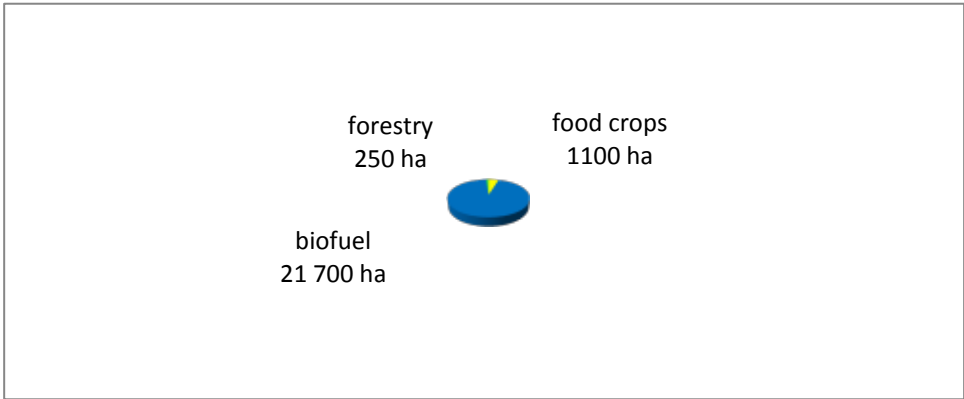 forestry
250 ha
food crops
1100 ha
biofuel
21 700 ha